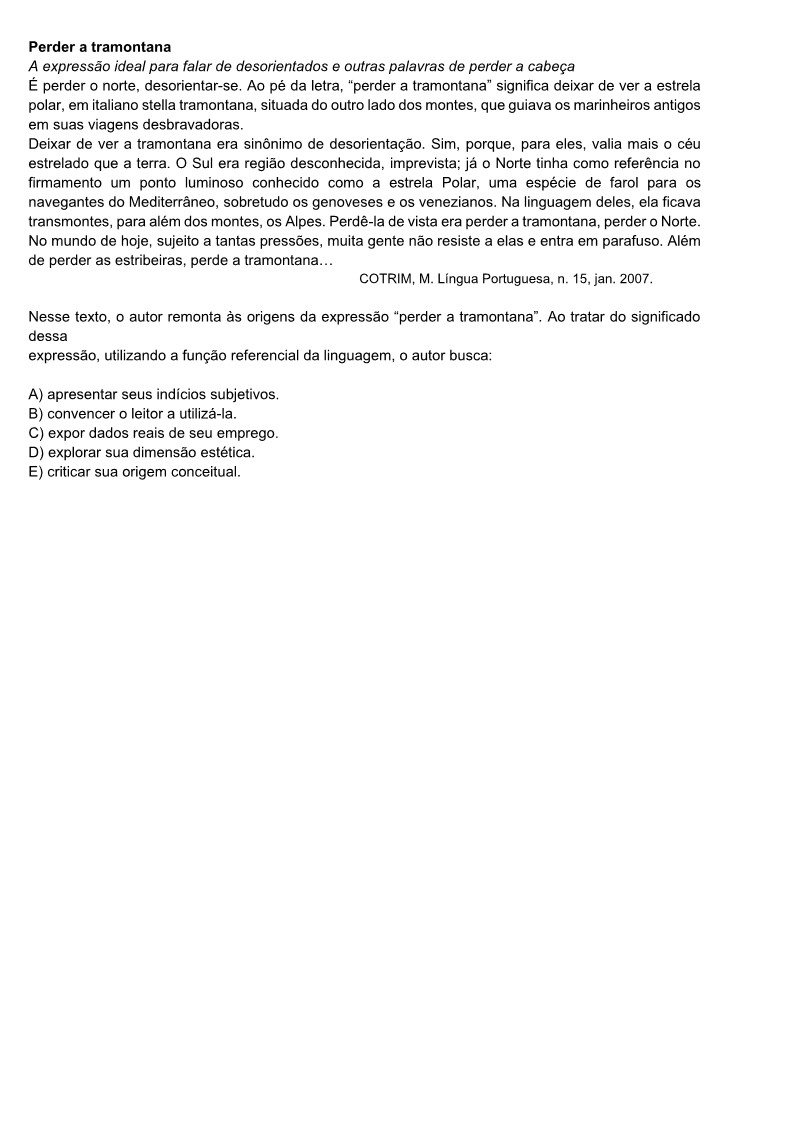 Perder a tramontana
A expressão ideal para falar de desorientados e outras palavras de perder a cabeça
É perder o norte, desorientar-se. Ao pé da letra, “perder a tramontana” significa deixar de ver a estrela
polar, em italiano stella tramontana, situada do outro lado dos montes, que guiava os marinheiros antigos
em suas viagens desbravadoras.
Deixar de ver a tramontana era sinônimo de desorientação. Sim, porque, para eles, valia mais o céu
estrelado que a terra. O Sul era região desconhecida, imprevista; já o Norte tinha como referência no
firmamento um ponto luminoso conhecido como a estrela Polar, uma espécie de farol para os
navegantes do Mediterrâneo, sobretudo os genoveses e os venezianos. Na linguagem deles, ela ficava
transmontes, para além dos montes, os Alpes. Perdê-la de vista era perder a tramontana, perder o Norte.
No mundo de hoje, sujeito a tantas pressões, muita gente não resiste a elas e entra em parafuso. Além
de perder as estribeiras, perde a tramontana…
COTRIM, M. Língua Portuguesa, n. 15, jan. 2007.
Nesse texto, o autor remonta às origens da expressão “perder a tramontana”. Ao tratar do significado
dessa
expressão, utilizando a função referencial da linguagem, o autor busca:
A) apresentar seus indícios subjetivos.
B) convencer o leitor a utilizá-la.
C) expor dados reais de seu emprego.
D) explorar sua dimensão estética.
E) criticar sua origem conceitual.